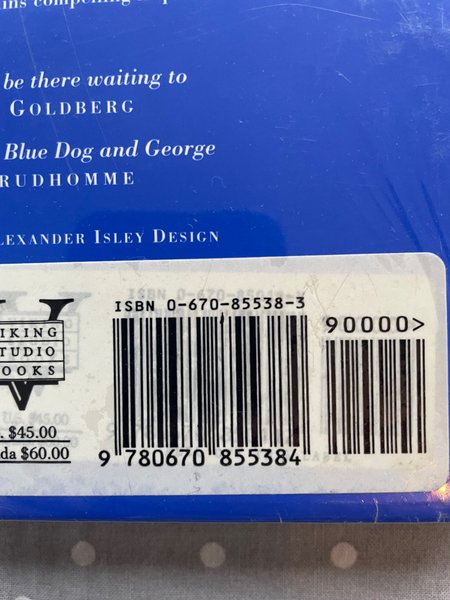 be there waiting to
GOLDBERG
Blue Dog and George
RUDHOMME
LEXANDER ISLEY DESIGN
ISBN 0-670-85538-3
90000>
IKING
TUDIO
OOKS
. $45.00
da $60.00
9 780670 855384